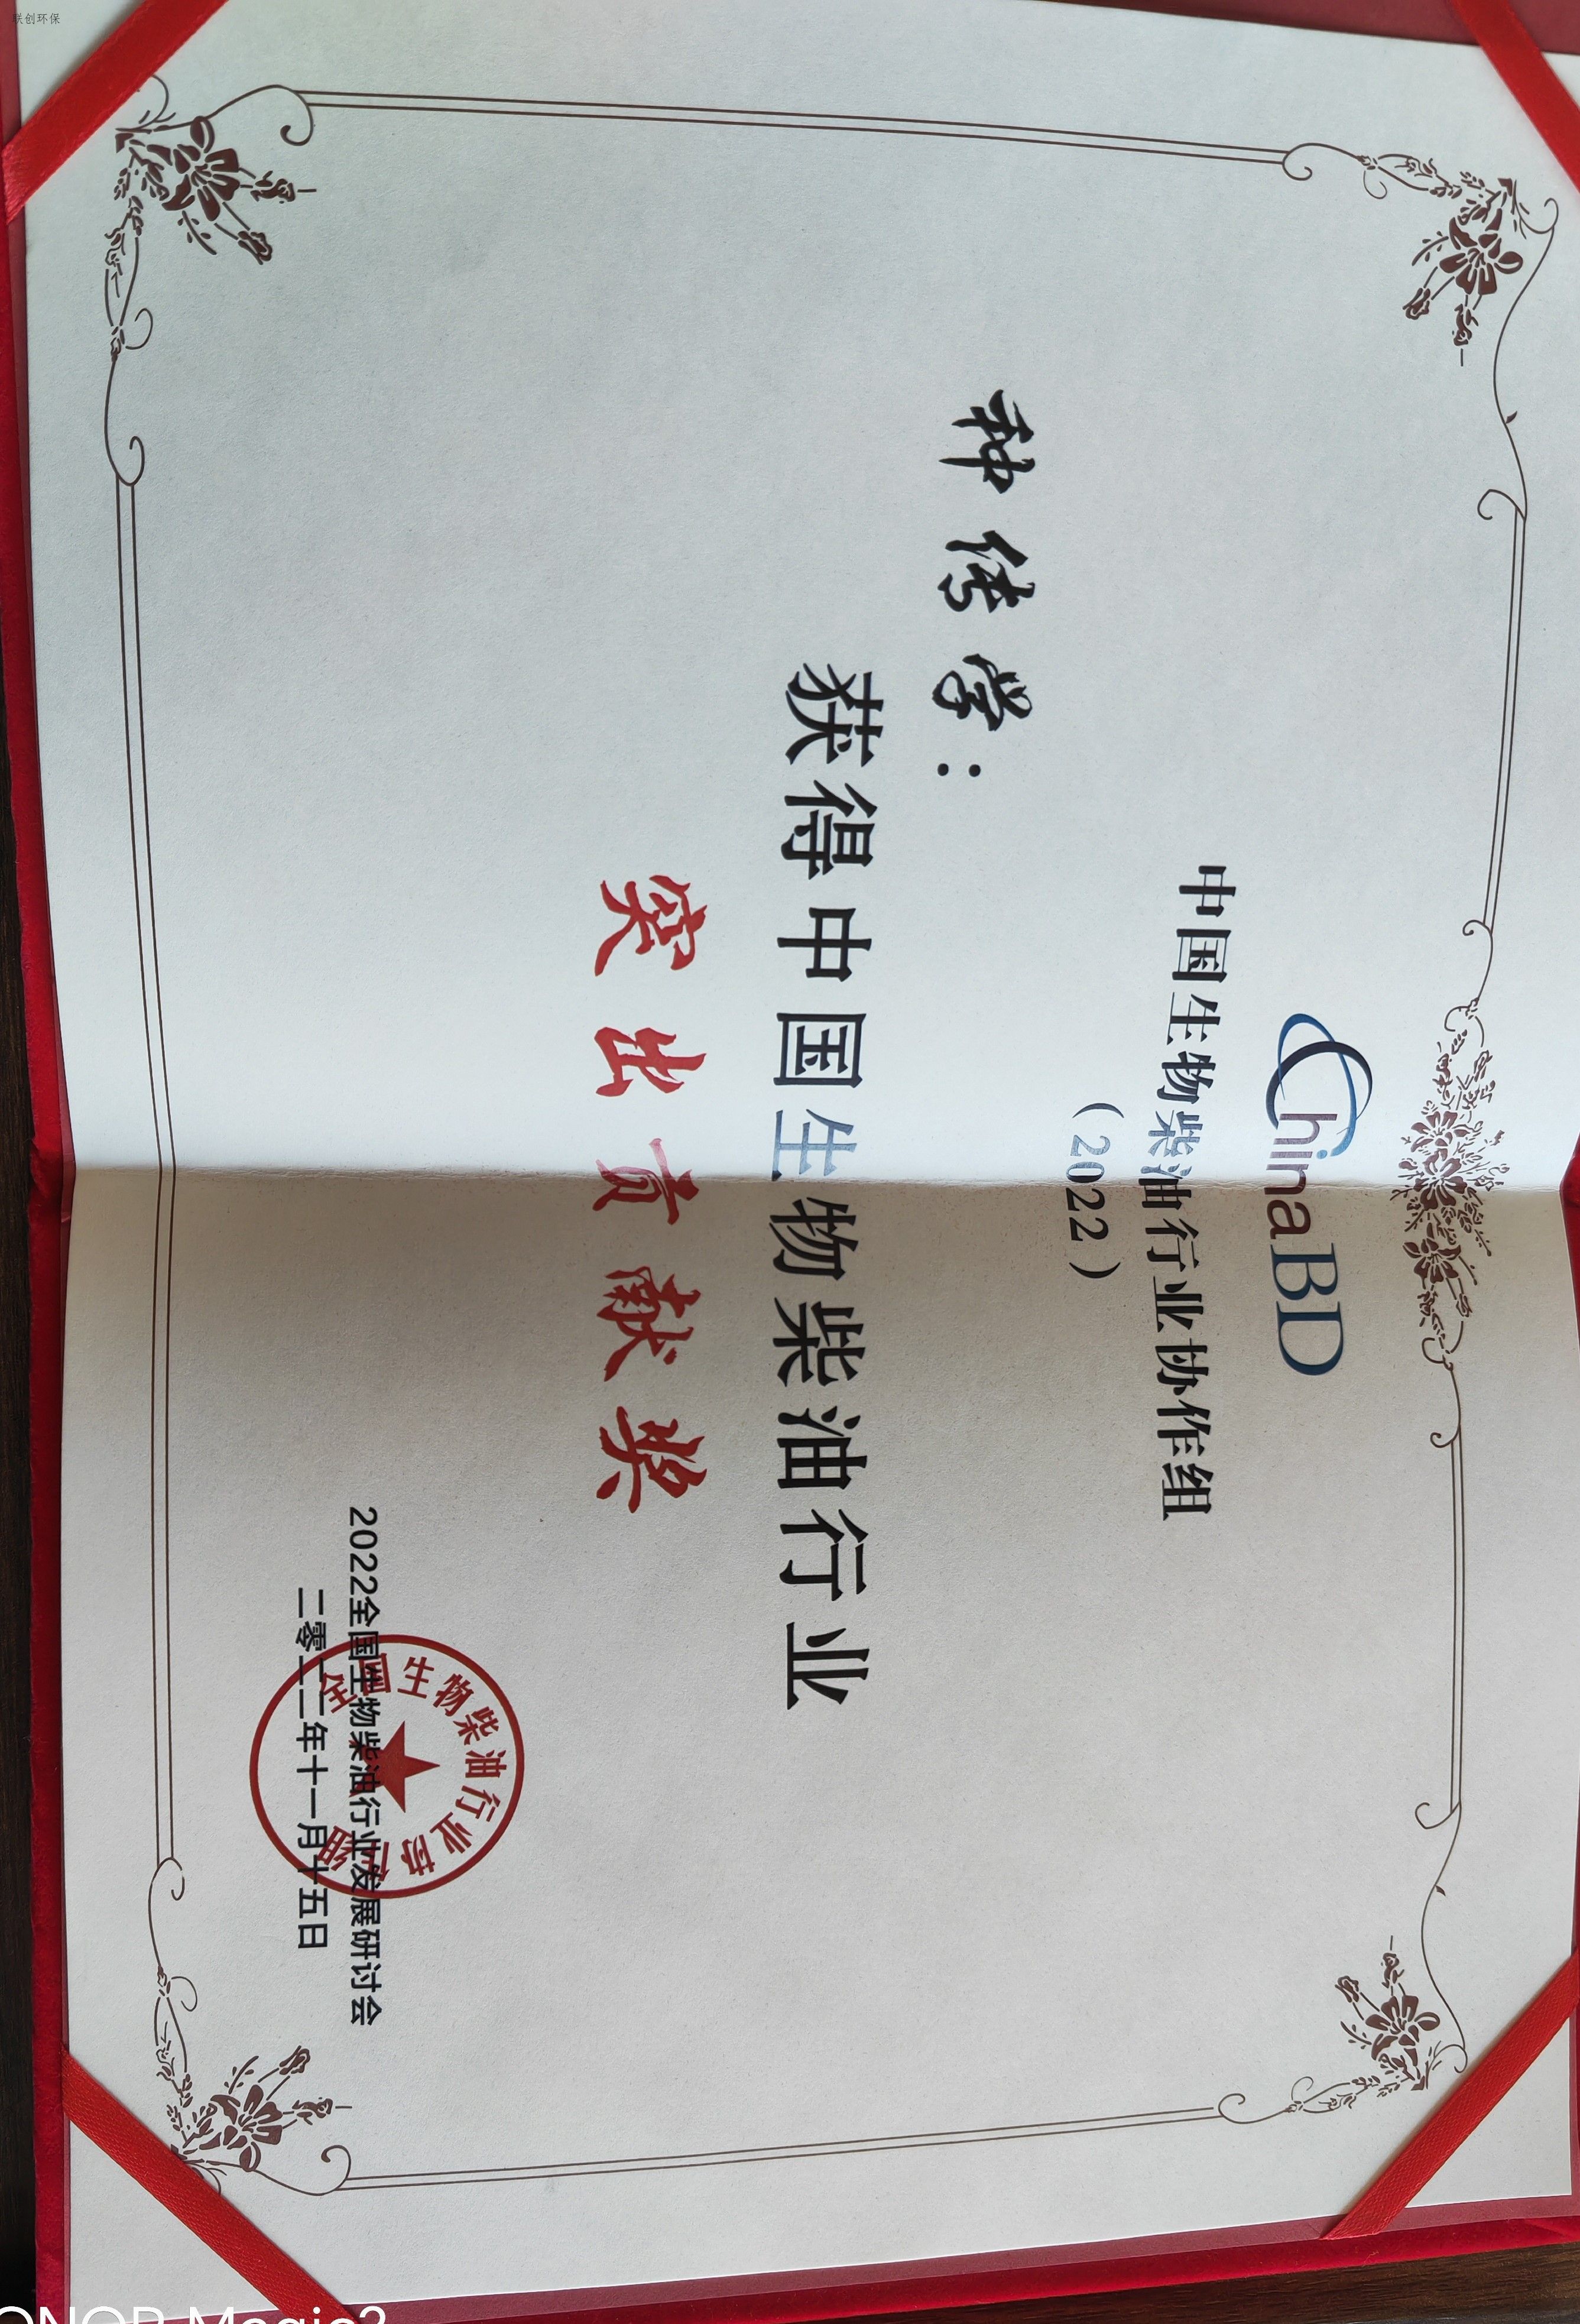 联创环保
ChinaBD
中国生物柴油行业协作组
（2022）
种传学：
获得中国生物柴油行业
突出贡献奖
2022全国生物柴油行业发展研讨会
二零二二年十一月十五日
全国生物柴油行业协作组